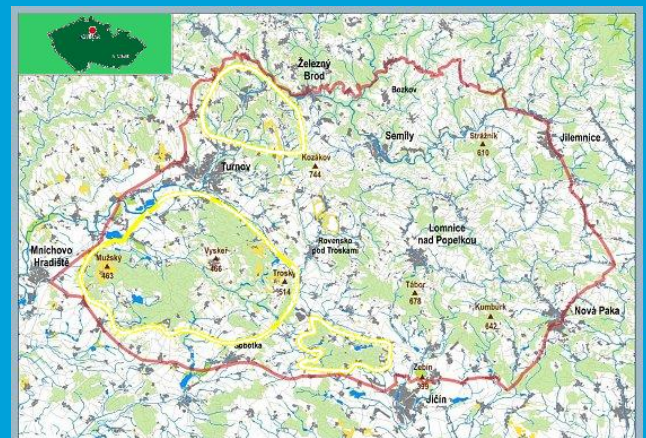 Železný
Brod
Bozkov
Semily
Strážník
610
Jilemnice
Kozákov
744
Turnov
Rovensko
pod Troskami
Lomnice
nad Popelkou
Mnichovo
Hradiště
Mužský
463
Vyskeř
466
Trosky
514
Tábor
678
Kumburk
642
Nová Paka
Sobotka
Zebín
399
Jičín